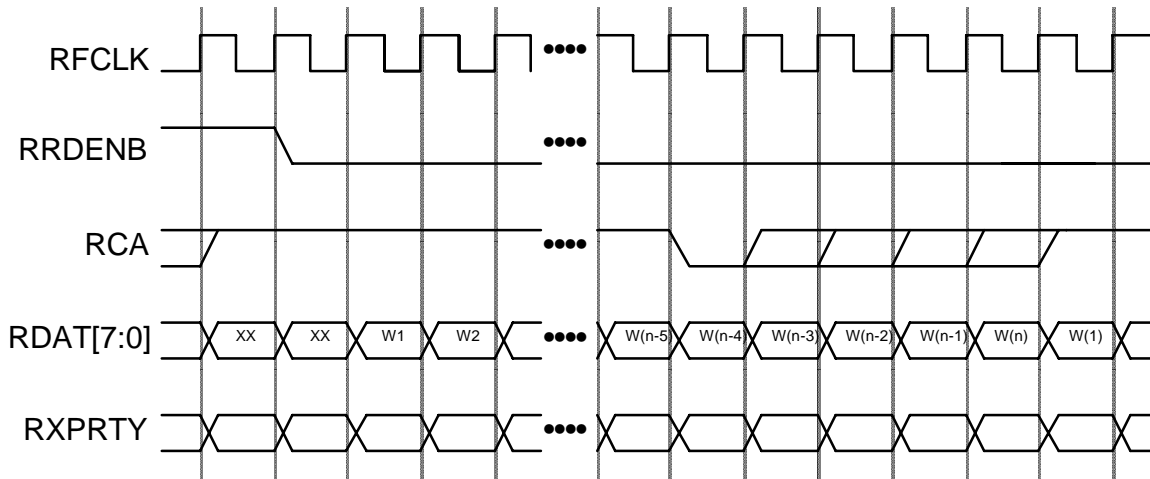 RFCLK
RRDENB
RCA
RDAT[7:0] XX XX W1 W2 W(n-5) W(n-4) W(n-3) W(n-2) W(n-1) W(n) W(1)
RXPRTY